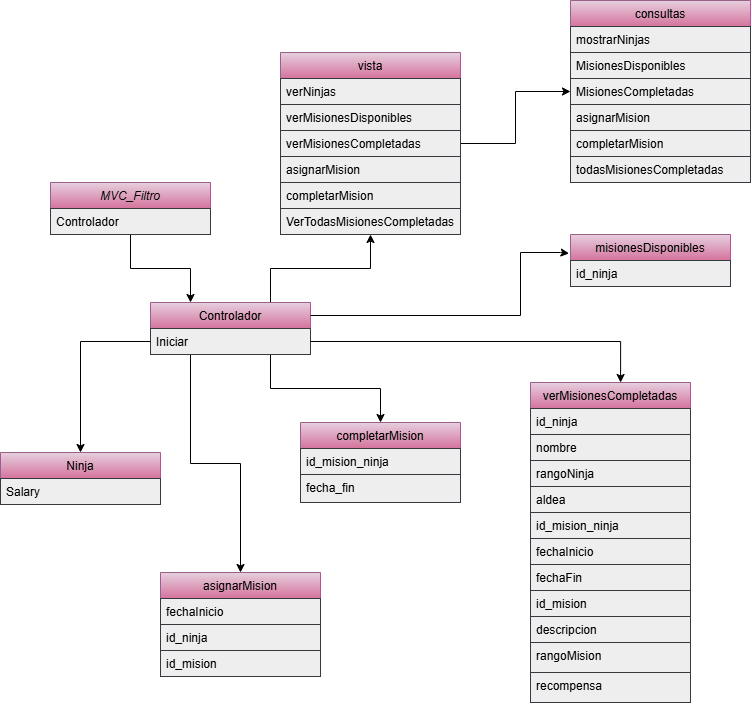 consultas
mostrarNinjas
MisionesDisponibles
MisionesCompletadas
asignarMision
completarMision
todasMisionesCompletadas
vista
verNinjas
verMisionesDisponibles
verMisionesCompletadas
asignarMision
completarMision
VerTodasMisionesCompletadas
MVC_Filtro
Controlador
misionesDisponibles
id_ninja
Controlador
Iniciar
verMisionesCompletadas
id_ninja
nombre
rangoNinja
aldea
id_mision_ninja
fechaInicio
fechaFin
id_mision
descripcion
rangoMision
recompensa
completarMision
id_mision_ninja
fecha_fin
Ninja
Salary
asignarMision
fechaInicio
id_ninja
id_mision